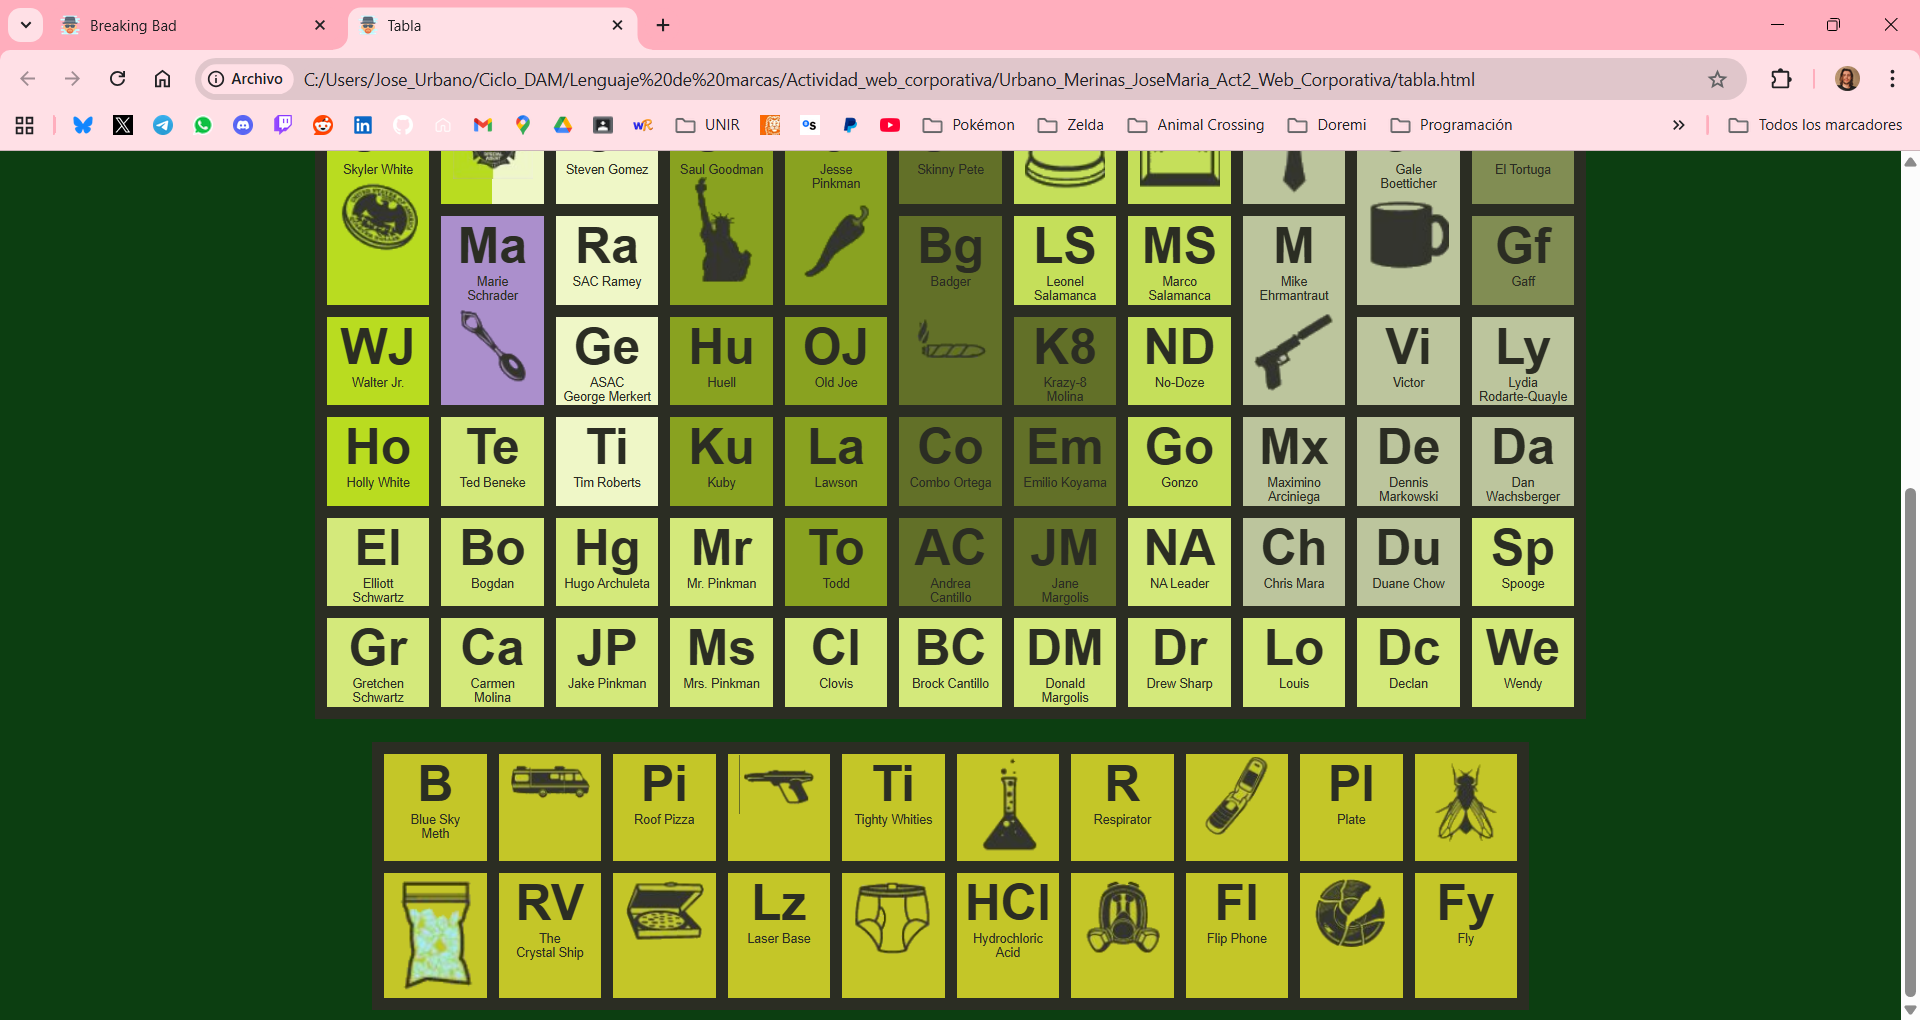 Breaking Bad
Tabla
Archivo
C:/Users/Jose_Urbano/Ciclo_DAM/Lenguaje%20de%20marcas/Actividad_web_corporativa/Urbano_Merinas_JoseMaria_Act2_Web_Corporativa/tabla.html
UNIR
Pokémon
Zelda
Animal Crossing
Doremi
Programación
Todos los marcadores
Skyler White
Steven Gomez
Saul Goodman
Jesse
Pinkman
Skinny Pete
Gale
Boetticher
El Tortuga
Ma
Marie
Schrader
Ra
SAC Ramey
Bg
Badger
LS
Leonel
Salamanca
MS
Marco
Salamanca
M
Mike
Ehrmantraut
Gf
Gaff
WJ
Walter Jr.
Ge
ASAC
George Merkert
Hu
Huell
OJ
Old Joe
K8
Krazy-8
Molina
ND
No-Doze
Vi
Victor
Ly
Lydia
Rodarte-Quayle
Ho
Holly White
Te
Ted Beneke
Ti
Tim Roberts
Ku
Kuby
La
Lawson
Co
Combo Ortega
Em
Emilio Koyama
Go
Gonzo
Mx
Maximino
Arciniega
De
Dennis
Markowski
Da
Dan
Wachsberger
El
Elliott
Schwartz
Bo
Bogdan
Hg
Hugo Archuleta
Mr
Mr. Pinkman
To
Todd
AC
Andrea
Cantillo
JM
Jane
Margolis
NA
NA Leader
Ch
Chris Mara
Du
Duane Chow
Sp
Spooge
Gr
Gretchen
Schwartz
Ca
Carmen
Molina
JP
Jake Pinkman
Ms
Mrs. Pinkman
Cl
Clovis
BC
Brock Cantillo
DM
Donald
Margolis
Dr
Drew Sharp
Lo
Louis
Dc
Declan
We
Wendy
B
Blue Sky
Meth
Pi
Roof Pizza
Ti
Tighty Whities
R
Respirator
Pl
Plate
RV
The
Crystal Ship
Lz
Laser Base
HCl
Hydrochloric
Acid
Fl
Flip Phone
Fy
Fly